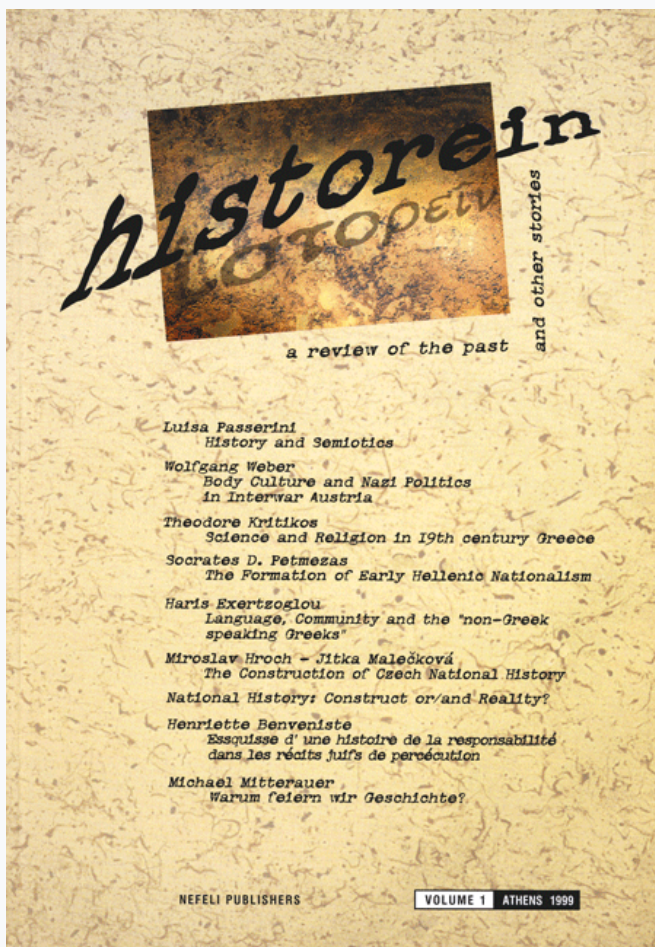 historein
ἱστορεῖν
and other stories
a review of the past
Luisa Passerini
History and Semiotics
Wolfgang Weber
Body Culture and Nazi Politics
in Interwar Austria
Theodore Kritikos
Science and Religion in 19th century Greece
Socrates D. Petmezas
The Formation of Early Hellenic Nationalism
Haris Exertzoglou
Language, Community and the "non-Greek
speaking Greeks"
Miroslav Hroch - Jitka Malečková
The Construction of Czech National History
National History: Construct or/and Reality?
Henriette Benveniste
Essquisse d' une histoire de la responsabilité
dans les récits juifs de percécution
Michael Mitterauer
Warum feiern wir Geschichte?
NEFELI PUBLISHERS
VOLUME 1 ATHENS 1999